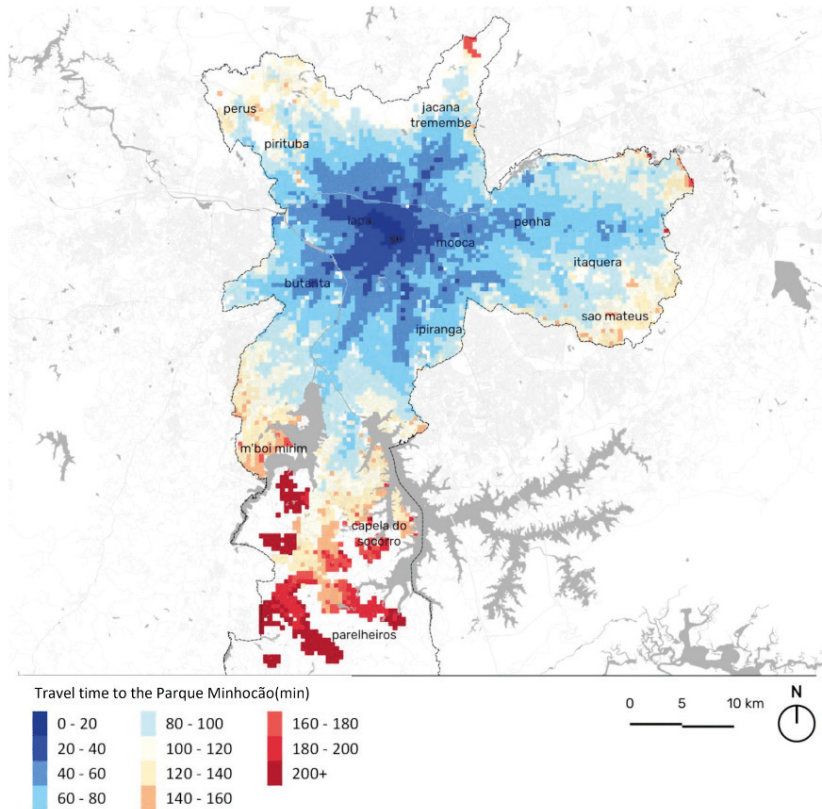 perus
jacana
tremembe
pirituba
lapa
mooca
penha
itaquera
butanta
ipiranga
sao mateus
m'boi mirim
capela do
socorro
parelheiros
Travel time to the Parque Minhocão(min)
0 - 20
20 - 40
40 - 60
60 - 80
80 - 100
100 - 120
120 - 140
140 - 160
160 - 180
180 - 200
200+
0 5 10 km
N